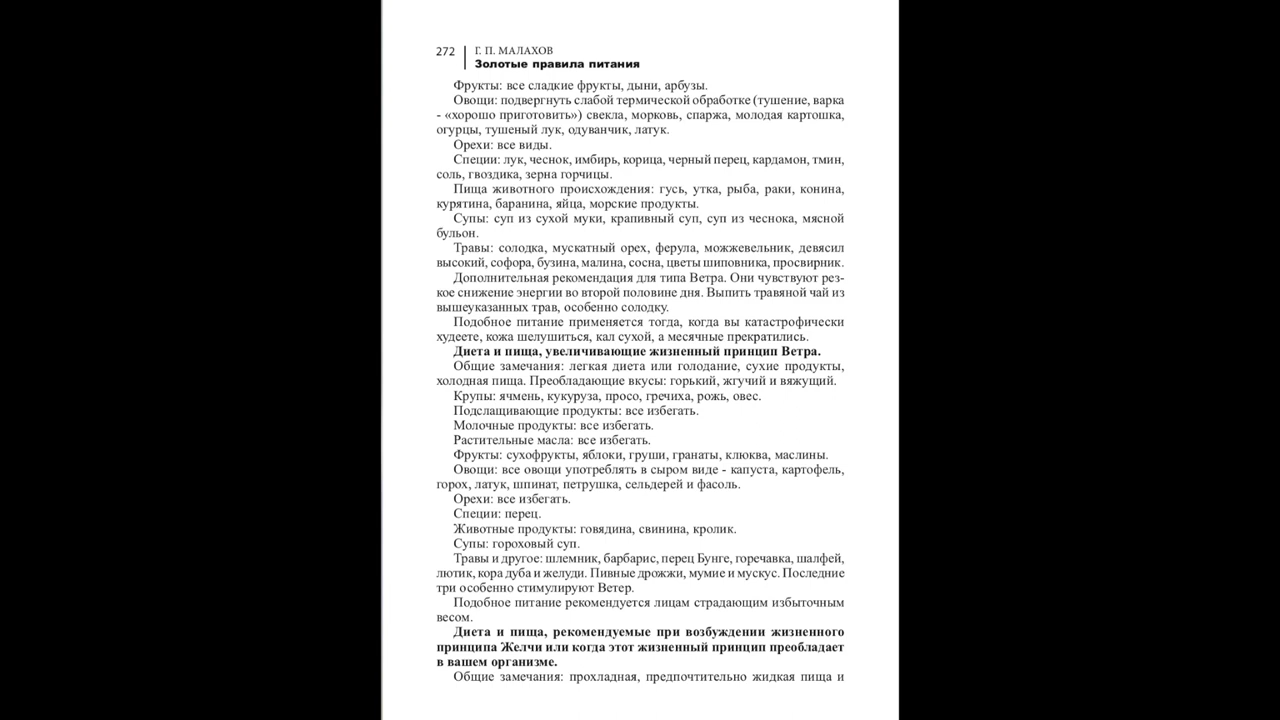 272
Г. П. МАЛАХОВ
Золотые правила питания
Фрукты: все сладкие фрукты, дыни, арбузы.
Овощи: подвергнуть слабой термической обработке (тушение, варка
- «хорошо приготовить») свекла, морковь, спаржа, молодая картошка,
огурцы, тушеный лук, одуванчик, латук.
Орехи: все виды.
Специи: лук, чеснок, имбирь, корица, черный перец, кардамон, тмин,
соль, гвоздика, зерна горчицы.
Пища животного происхождения: гусь, утка, рыба, раки, конина,
курятина, баранина, яйца, морские продукты.
Супы: суп из сухой муки, крапивный суп, суп из чеснока, мясной
бульон.
Травы: солодка, мускатный орех, ферула, можжевельник, девясил
высокий, софора, бузина, малина, сосна, цветы шиповника, просвирник.
Дополнительная рекомендация для типа Ветра. Они чувствуют рез-
кое снижение энергии во второй половине дня. Выпить травяной чай из
вышеуказанных трав, особенно солодку.
Подобное питание применяется тогда, когда вы катастрофически
худеете, кожа шелушиться, кал сухой, а месячные прекратились.
Диета и пища, увеличивающие жизненный принцип Ветра.
Общие замечания: легкая диета или голодание, сухие продукты,
холодная пища. Преобладающие вкусы: горький, жгучий и вяжущий.
Крупы: ячмень, кукуруза, просо, гречиха, рожь, овес.
Подслащивающие продукты: все избегать.
Молочные продукты: все избегать.
Растительные масла: все избегать.
Фрукты: сухофрукты, яблоки, груши, гранаты, клюква, маслины.
Овощи: все овощи употреблять в сыром виде - капуста, картофель,
горох, латук, шпинат, петрушка, сельдерей и фасоль.
Орехи: все избегать.
Специи: перец.
Животные продукты: говядина, свинина, кролик.
Супы: гороховый суп.
Травы и другое: шлемник, барбарис, перец Бунге, горечавка, шалфей,
лютик, кора дуба и желуди. Пивные дрожжи, мумие и мускус. Последние
три особенно стимулируют Ветер.
Подобное питание рекомендуется лицам страдающим избыточным
весом.
Диета и пища, рекомендуемые при возбуждении жизненного
принципа Желчи или когда этот жизненный принцип преобладает
в вашем организме.
Общие замечания: прохладная, предпочтительно жидкая пища и